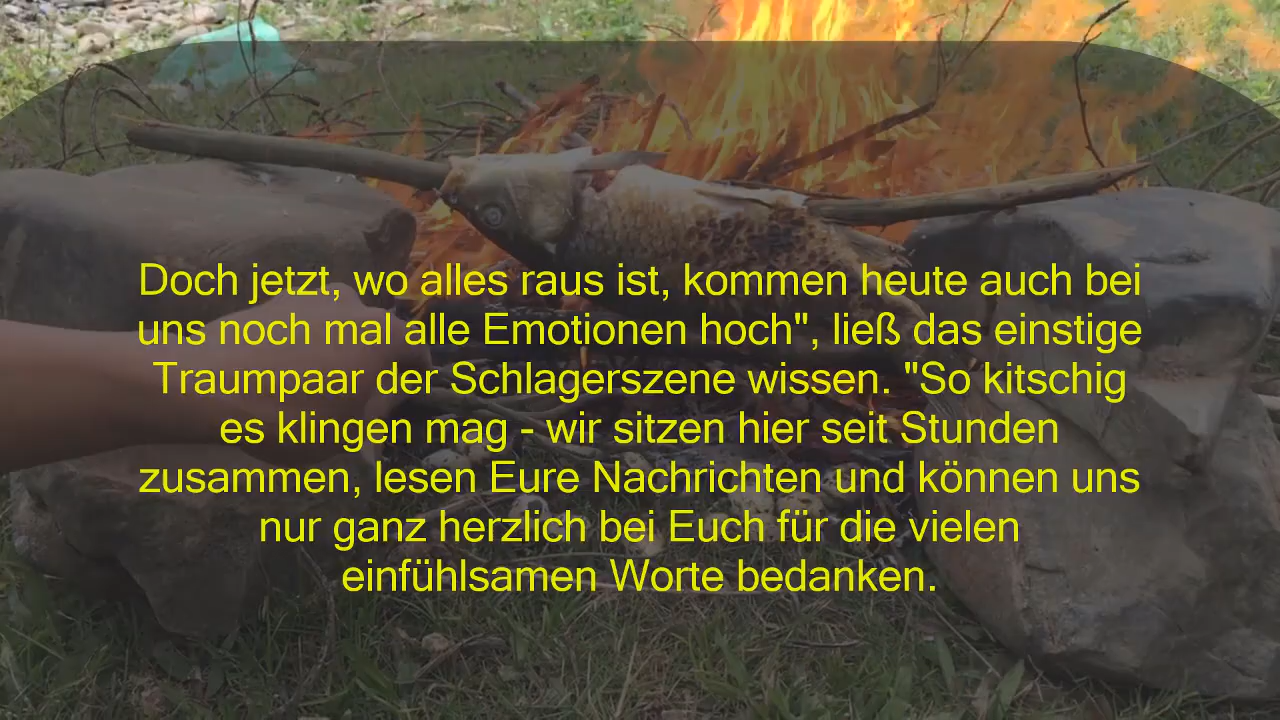 Doch jetzt, wo alles raus ist, kommen heute auch bei
uns noch mal alle Emotionen hoch", ließ das einstige
Traumpaar der Schlagerszene wissen. "So kitschig
es klingen mag - wir sitzen hier seit Stunden
zusammen, lesen Eure Nachrichten und können uns
nur ganz herzlich bei Euch für die vielen
einfühlsamen Worte bedanken.